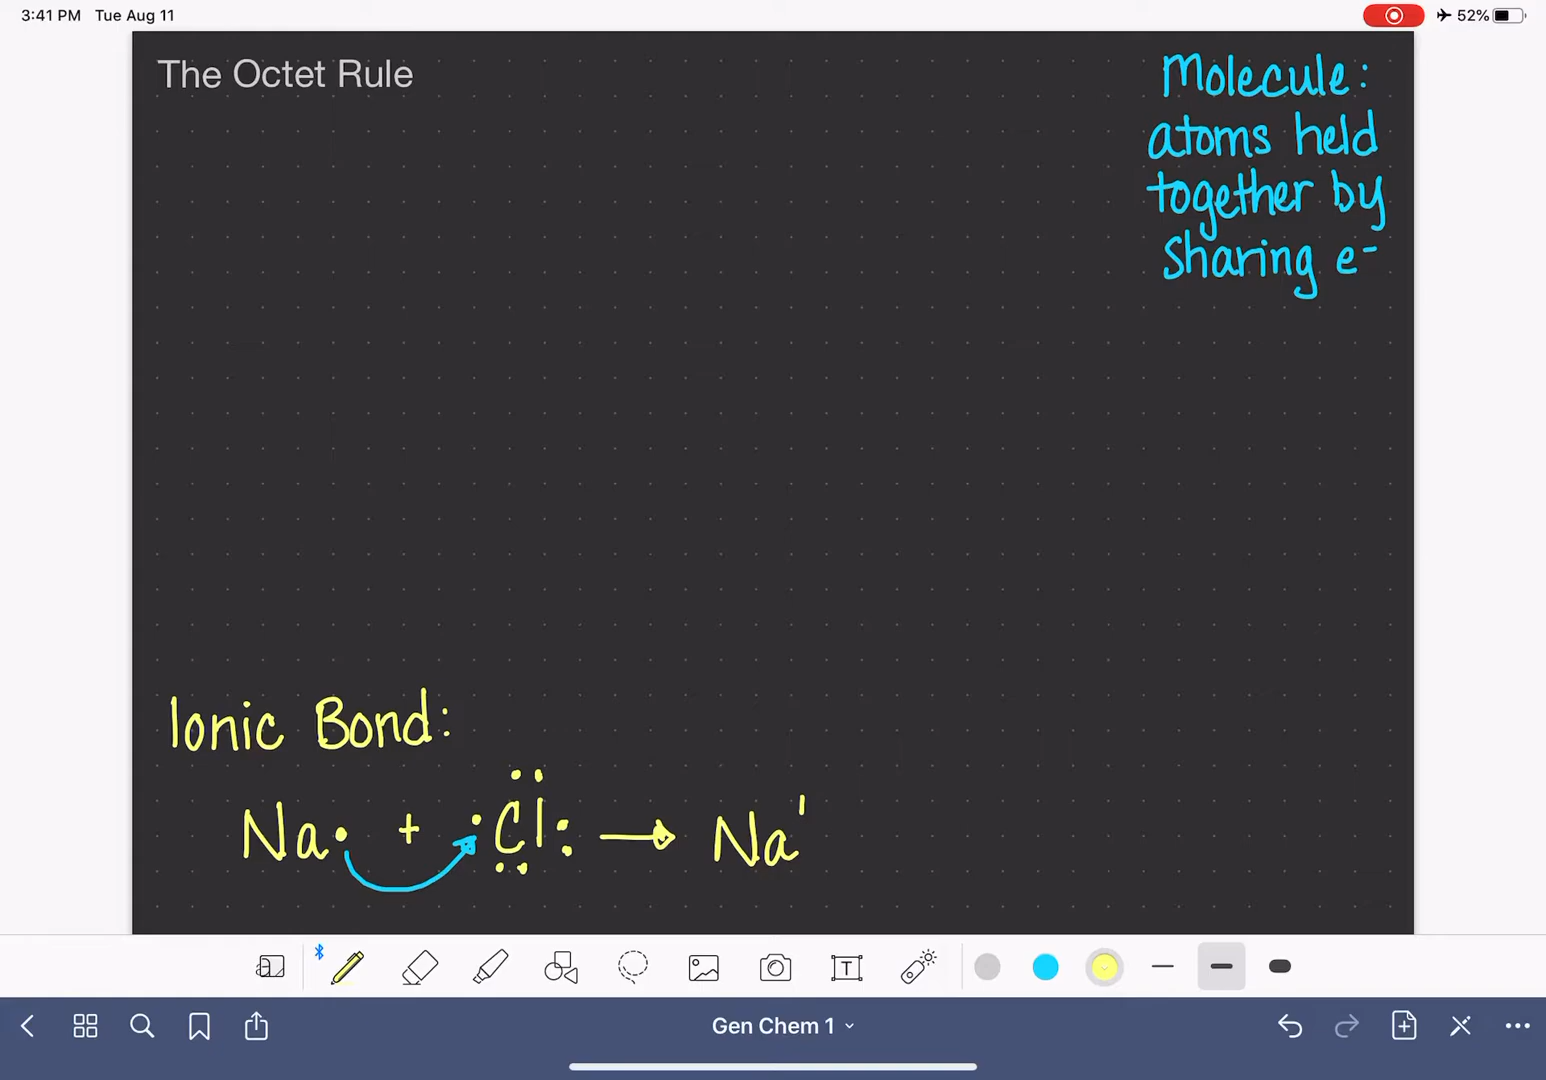 3:41 PM Tue Aug 11
52%
The Octet Rule
Molecule:
atoms held
together by
Sharing e-
Ionic Bond:
Na• + Cl → Na'
T
Gen Chem 1